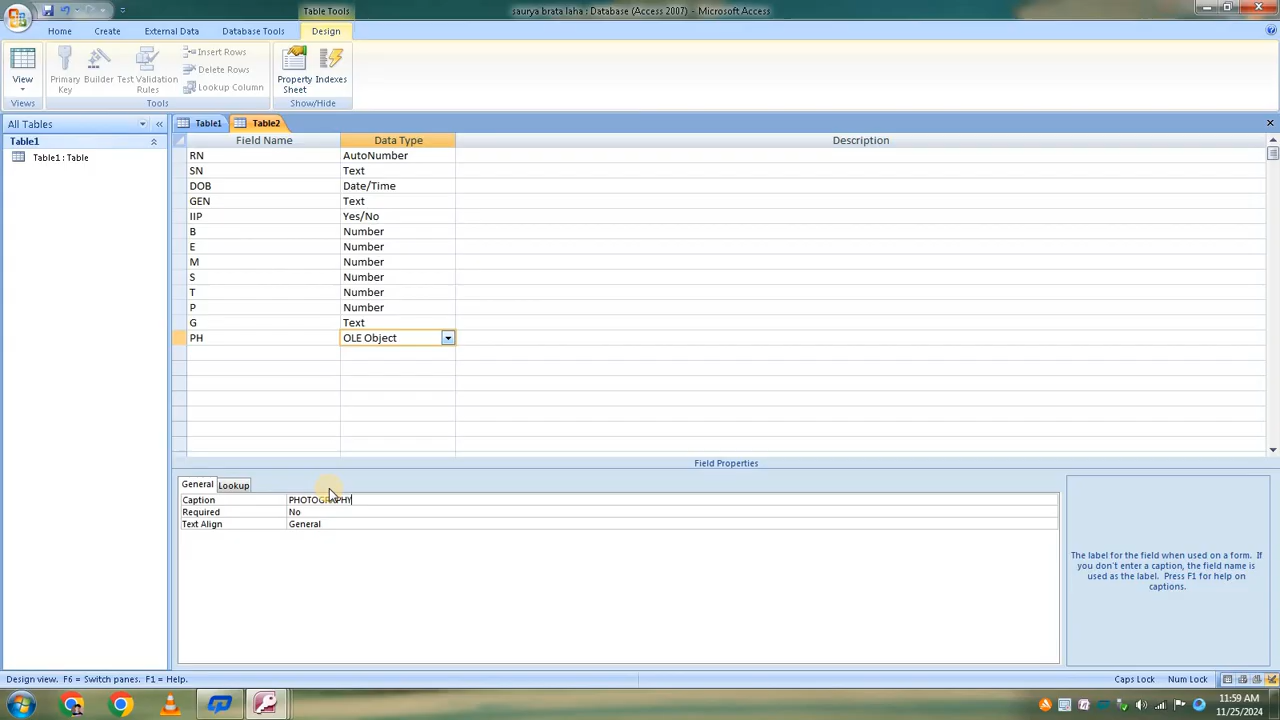 Table Tools
saurya brata laha : Database (Access 2007) - Microsoft Access
Home Create External Data Database Tools Design
View
Primary Key
Builder
Test Validation Rules
Insert Rows
Delete Rows
Lookup Column
Property Sheet
Indexes
Views Tools Show/Hide
All Tables
Table1
Table1 : Table
Table1 Table2
Field Name Data Type Description
RN AutoNumber
SN Text
DOB Date/Time
GEN Text
IIP Yes/No
B Number
E Number
M Number
S Number
T Number
P Number
G Text
PH OLE Object
Field Properties
General Lookup
Caption PHOTOGRAPHY
Required No
Text Align General
The label for the field when used on a form. If
you don't enter a caption, the field name is
used as the label. Press F1 for help on
captions.
Design view. F6 = Switch panes. F1 = Help.
Caps Lock Num Lock
11:59 AM
11/25/2024